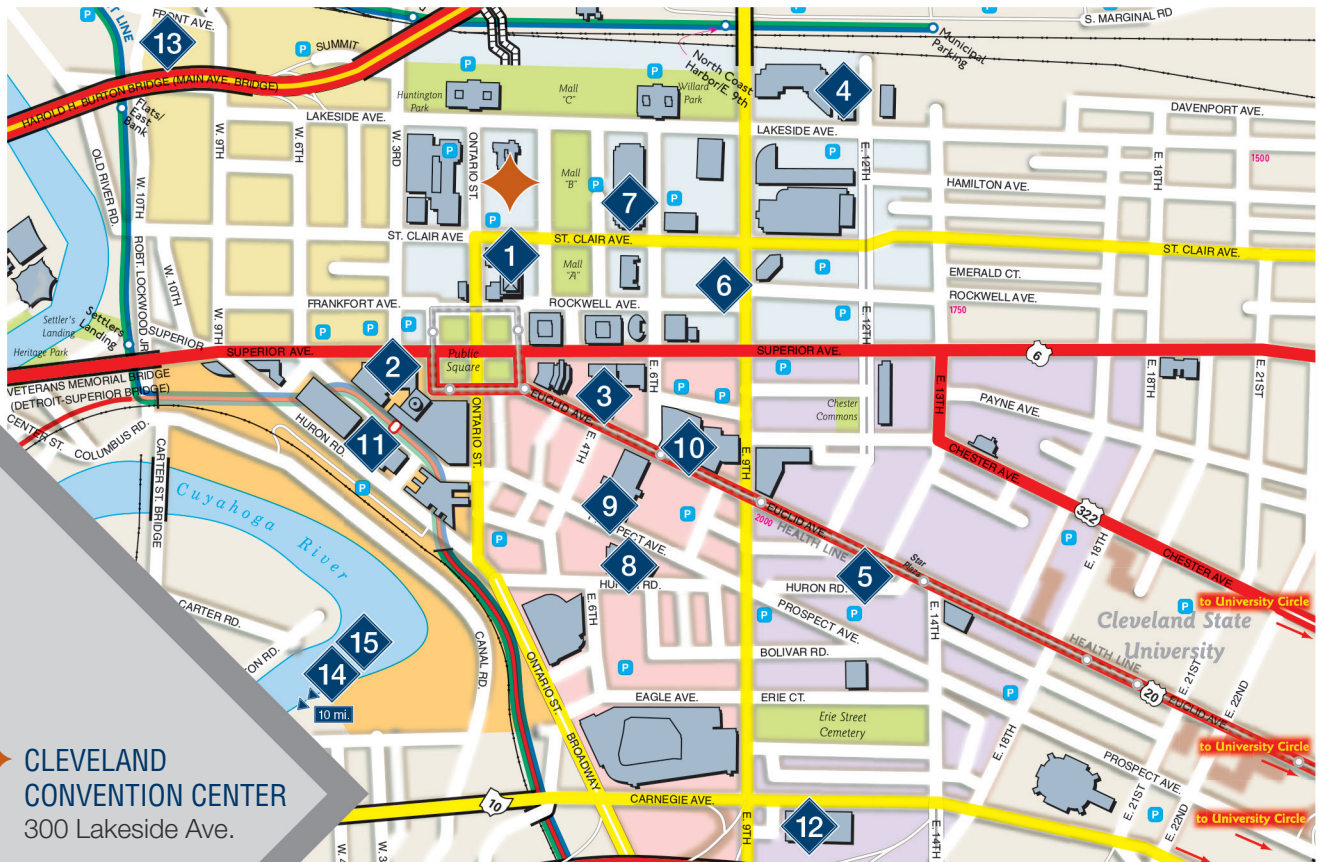 S. MARGINAL RD
FRONT AVE.
P
P
P
P
13
SUMMIT
P
P
P
P
Municipal
Parking
North Coast
Harbor/E. 9th
HAROLD H. BURTON BRIDGE (MAIN AVE. BRIDGE)
Flats/
East
Bank
Huntington
Park
Mall
"C"
Willard
Park
4
LAKESIDE AVE.
LAKESIDE AVE.
DAVENPORT AVE.
W. 9TH
W. 6TH
W. 3RD
ONTARIO ST.
P
P
P
E. 12TH
E. 18TH
1500
OLD RIVER RD.
W. 10TH
Mall
"B"
P
7
P
HAMILTON AVE.
P
ST. CLAIR AVE
ST. CLAIR AVE.
ST. CLAIR AVE.
1
ROBT. LOCKWOOD JR
W. 10TH
Mall
"A"
6
P
P
EMERALD CT.
FRANKFORT AVE.
ROCKWELL AVE.
ROCKWELL AVE.
1750
Settler's
Landing
Settlers
Landing
Heritage Park
SUPERIOR
W. 9TH
P
P
P
E. 12TH
SUPERIOR AVE.
Public
Square
SUPERIOR AVE.
6
VETERANS MEMORIAL BRIDGE
(DETROIT-SUPERIOR BRIDGE)
2
3
EUCLID AVE.
E. 6TH
P
P
P
E. 13TH
E. 18TH
E. 21ST
CENTER ST.
COLUMBUS RD.
CARTER ST. BRIDGE
HURON RD.
11
P
ONTARIO ST.
E. 4TH
10
E. 9TH
Chester
Commons
PAYNE AVE.
CHESTER AVE.
322
CHESTER AVE.
Cuyahoga
River
9
PECT AVE.
P
P
2000
EUCLID AVE.
HEALTH LINE
E. 18TH
P
8
5
HURON RD.
PROSPECT AVE.
P
P
P
to University Circle
CARTER RD.
E. 6TH
E. 14TH
Cleveland State
University
15
14
10 mi.
CANAL RD.
ONTARIO ST.
BROADWAY
P
BOLIVAR RD.
HEALTH LINE
20
EUCLID AVE.
E. 21ST
E. 22ND
EAGLE AVE.
ERIE CT.
P
E. 18TH
Erie Street
Cemetery
to University Circle
PROSPECT AVE.
CLEVELAND
CONVENTION CENTER
300 Lakeside Ave.
10
CARNEGIE AVE.
E. 9TH
12
E. 14TH
E. 21ST
E. 22ND
P
to University Circle